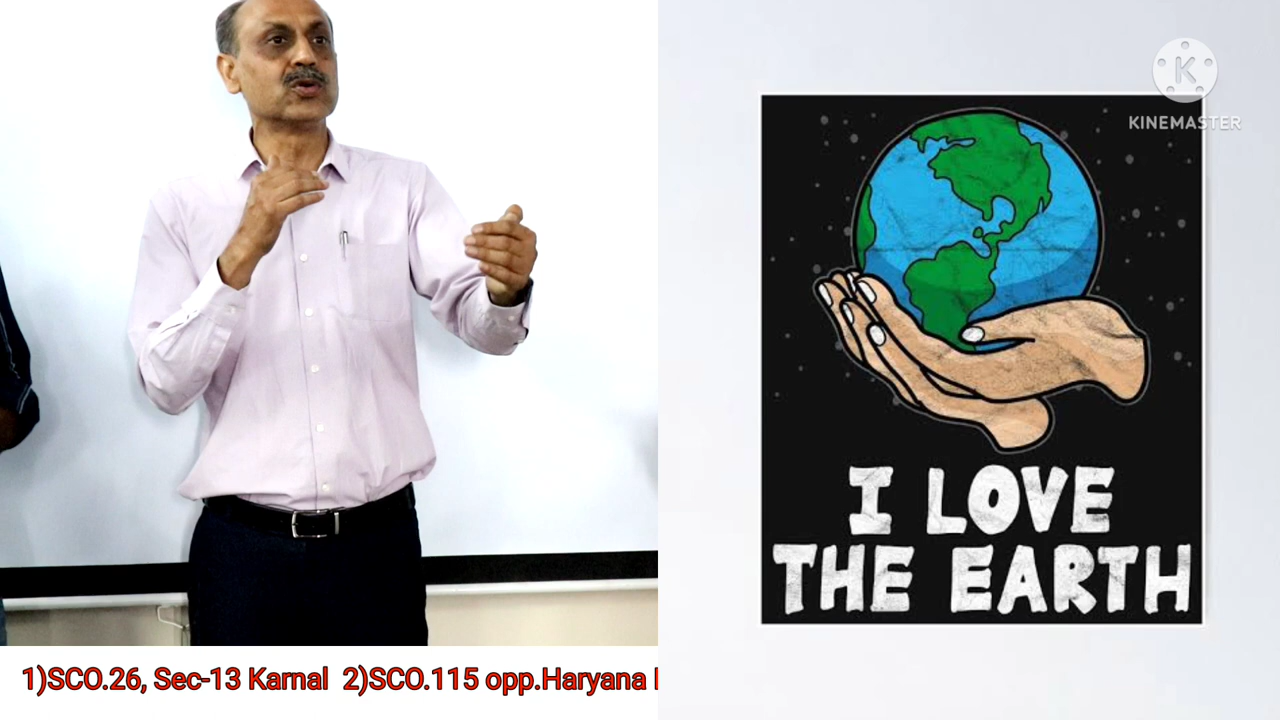 KINEMASTER
I LOVE
THE EARTH
1)SCO.26, Sec-13 Karnal 2)SCO.115 opp.Haryana